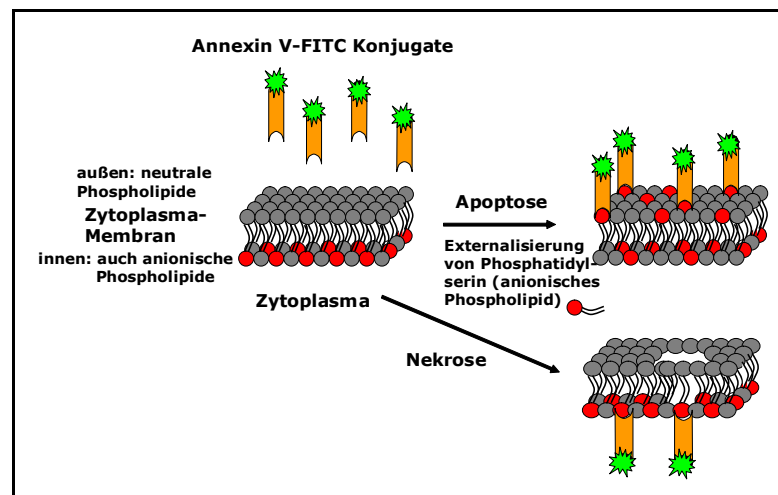 Annexin V-FITC Konjugate
außen: neutrale
Phospholipide
Zytoplasma-
Membran
innen: auch anionische
Phospholipide
Zytoplasma
Apoptose
Externalisierung
von Phosphatidyl-
serin (anionisches
Phospholipid)
Nekrose